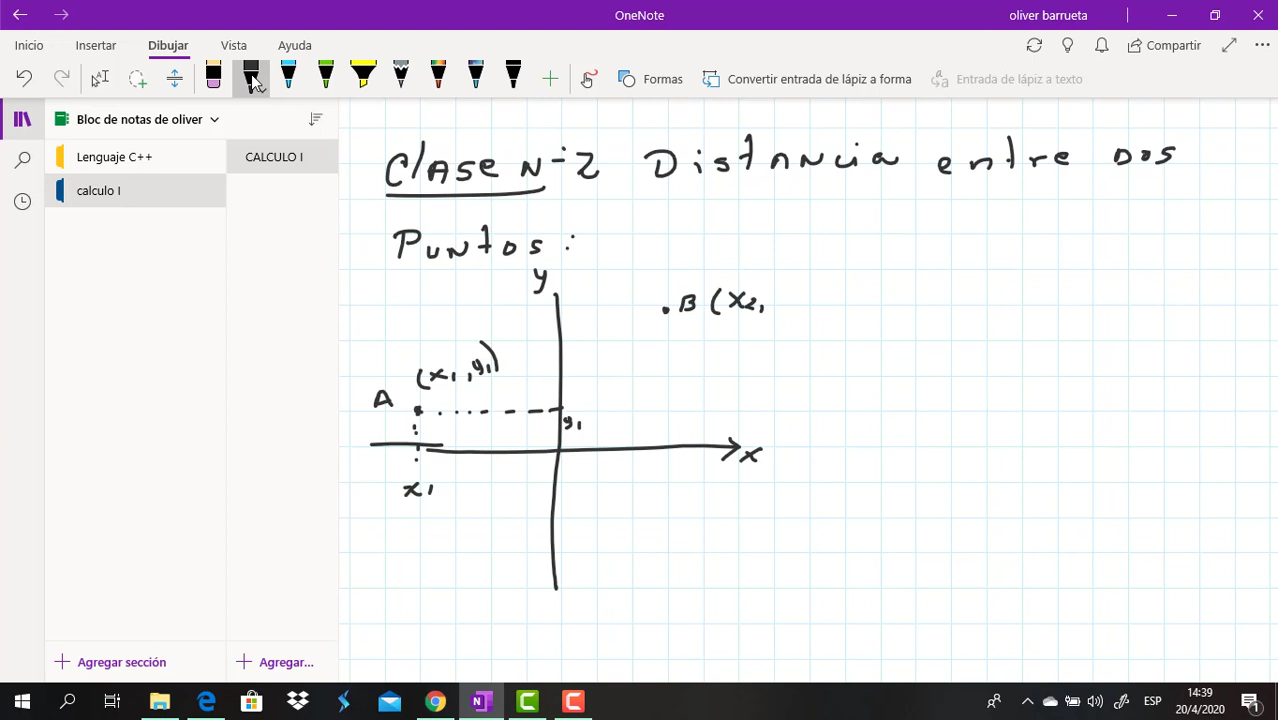 OneNote
oliver barrueta
Inicio
Insertar
Dibujar
Vista
Ayuda
Compartir
Formas
Convertir entrada de lápiz a forma
Entrada de lápiz a texto
Bloc de notas de oliver
Lenguaje C++
calculo I
CALCULO I
Clase N-2 Distancia entre Dos
Puntos :
y
. B (x2,
(x1, y1)
A
y1
x
x1
Agregar sección
Agregar...
ESP
14:39
20/4/2020
1